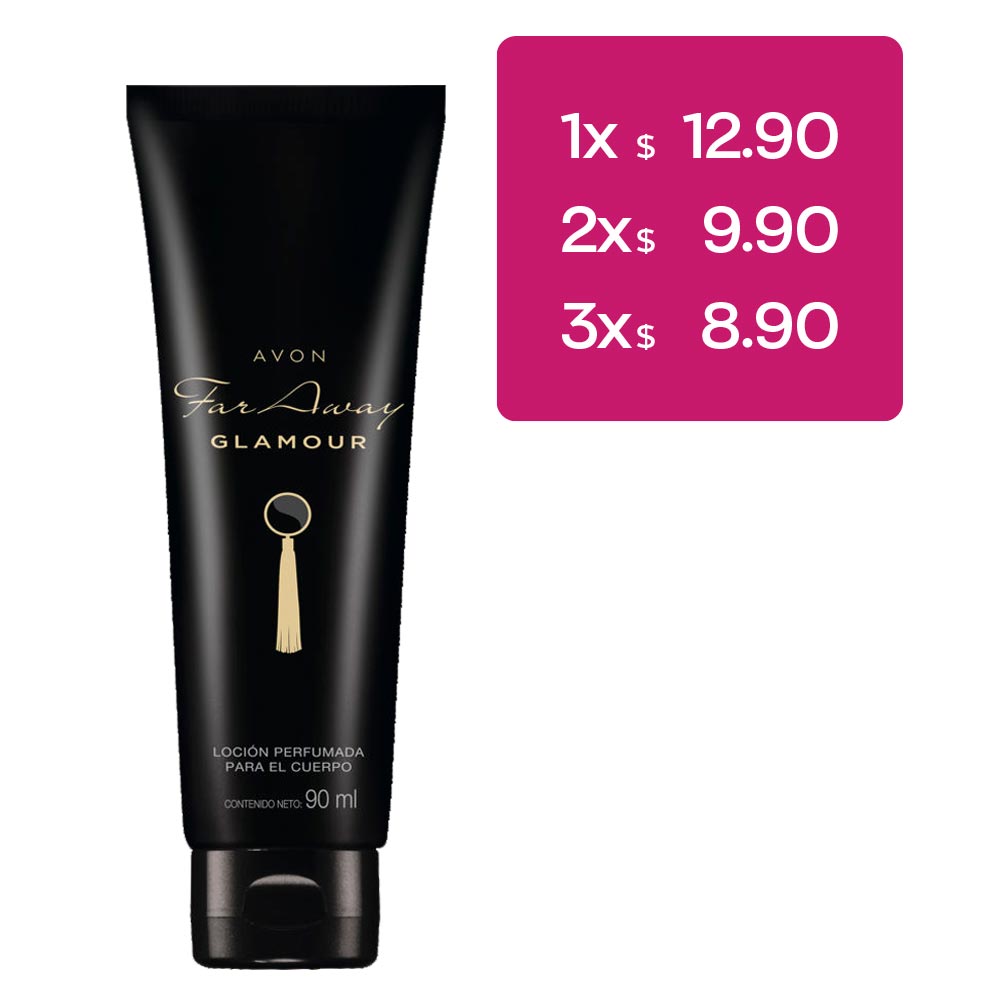 AVON
Far Away
GLAMOUR
LOCIÓN PERFUMADA
PARA EL CUERPO
CONTENIDO NETO: 90 ml
1x $ 12.90
2x $ 9.90
3x $ 8.90